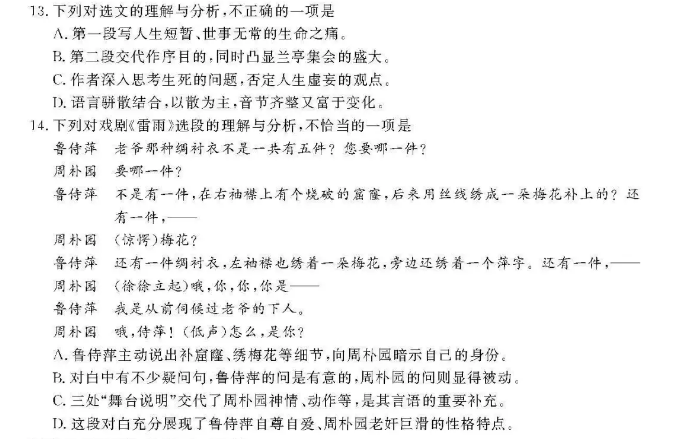 13. 下列对选文的理解与分析,不正确的一项是
A. 第一段写人生短暂、世事无常的生命之痛。
B. 第二段交代作序目的,同时凸显兰亭集会的盛大。
C. 作者深入思考生死的问题,否定人生虚妄的观点。
D. 语言骈散结合,以散为主,音节齐整又富于变化。
14. 下列对戏剧《雷雨》选段的理解与分析,不恰当的一项是
鲁侍萍 老爷那种绸衬衣不是一共有五件?您要哪一件?
周朴园 要哪一件?
鲁侍萍 不是有一件,在右袖襟上有个烧破的窟窿,后来用丝线绣成一朵梅花补上的?还
有一件,——
周朴园 (惊愕)梅花?
鲁侍萍 还有一件绸衬衣,左袖襟也绣着一朵梅花,旁边还绣着一个萍字。还有一件,——
周朴园 (徐徐立起)哦,你,你,你是——
鲁侍萍 我是从前伺候过老爷的下人。
周朴园 哦,侍萍!(低声)怎么,是你?
A. 鲁侍萍主动说出补窟窿、绣梅花等细节,向周朴园暗示自己的身份。
B. 对白中有不少疑问句,鲁侍萍的问是有意的,周朴园的问则显得被动。
C. 三处“舞台说明”交代了周朴园神情、动作等,是其言语的重要补充。
D. 这段对白充分展现了鲁侍萍自尊自爱、周朴园老奸巨滑的性格特点。